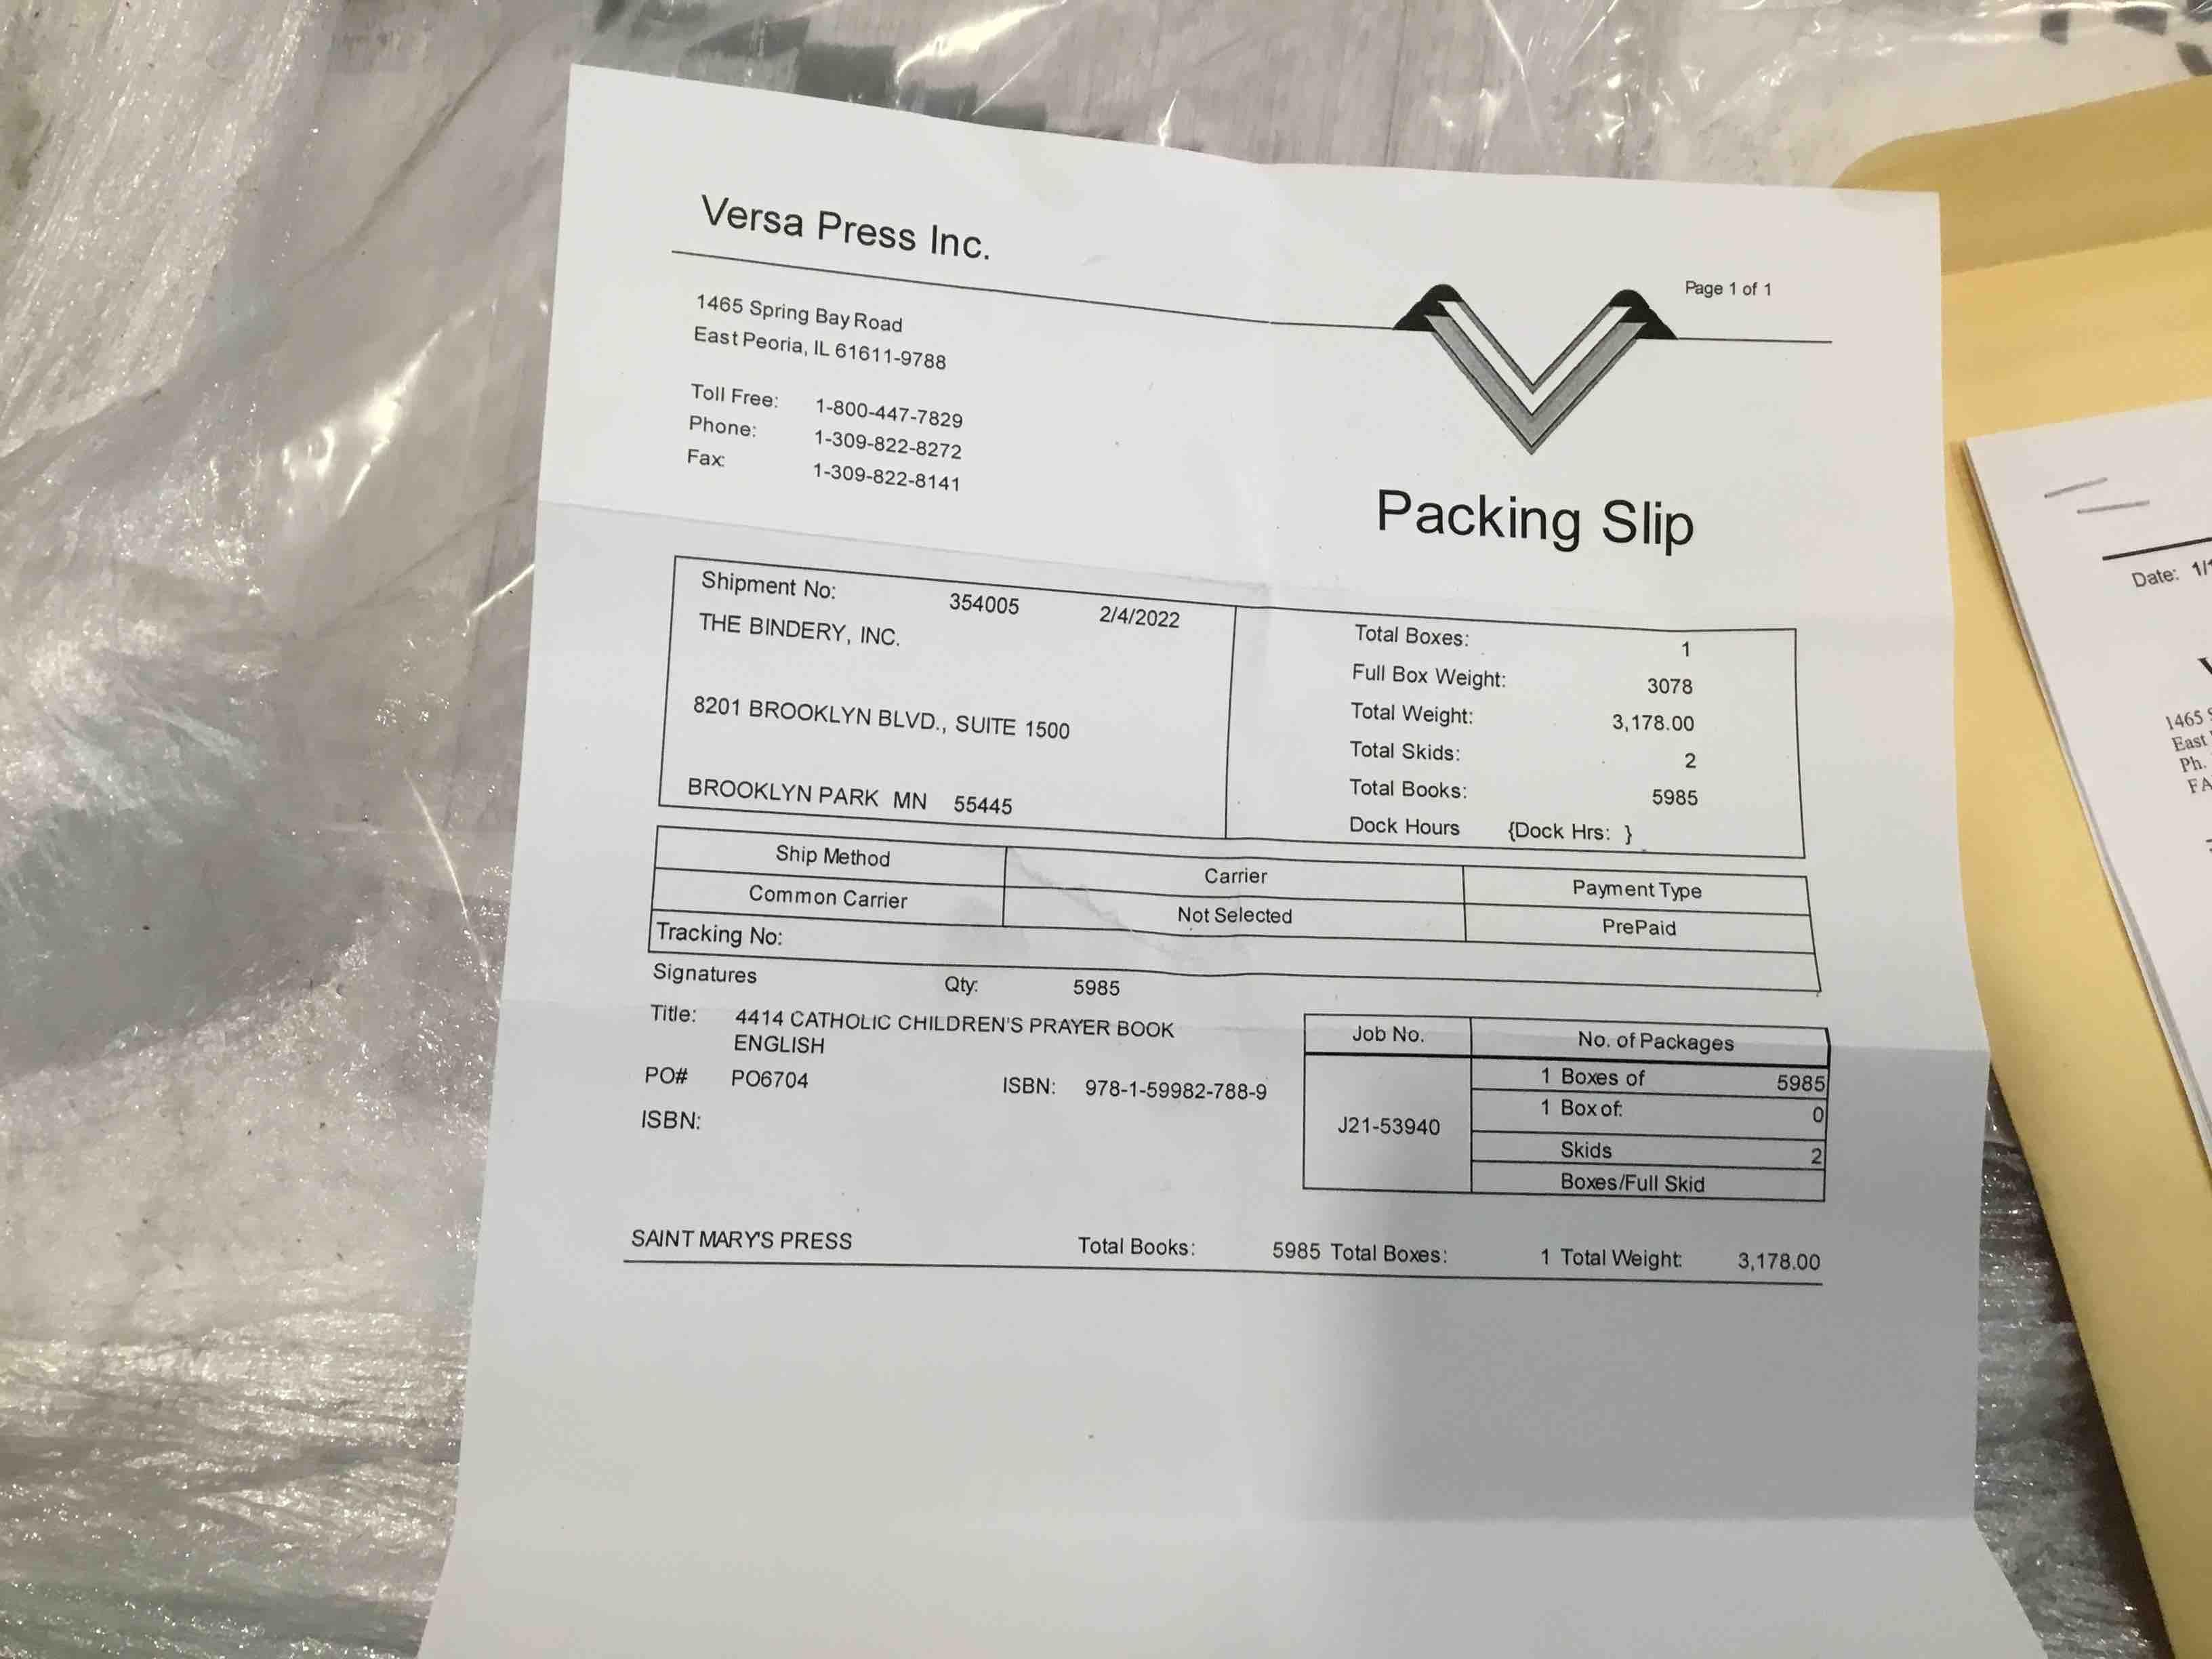 Versa Press Inc.
Page 1 of 1
1465 Spring Bay Road
East Peoria, IL 61611-9788
Toll Free: 1-800-447-7829
Phone: 1-309-822-8272
Fax: 1-309-822-8141
Packing Slip
Shipment No: 354005 2/4/2022
THE BINDERY, INC.
8201 BROOKLYN BLVD., SUITE 1500
BROOKLYN PARK MN 55445
Total Boxes: 1
Full Box Weight: 3078
Total Weight: 3,178.00
Total Skids: 2
Total Books: 5985
Dock Hours {Dock Hrs: }
Ship Method Carrier Payment Type
Common Carrier Not Selected PrePaid
Tracking No:
Signatures Qty: 5985
Title: 4414 CATHOLIC CHILDREN'S PRAYER BOOK
ENGLISH
PO# PO6704 ISBN: 978-1-59982-788-9
ISBN:
Job No. No. of Packages
J21-53940
1 Boxes of 5985
1 Box of: 0
Skids 2
Boxes/Full Skid
SAINT MARY'S PRESS Total Books: 5985 Total Boxes: 1 Total Weight: 3,178.00
Date:
1465
East
Ph.